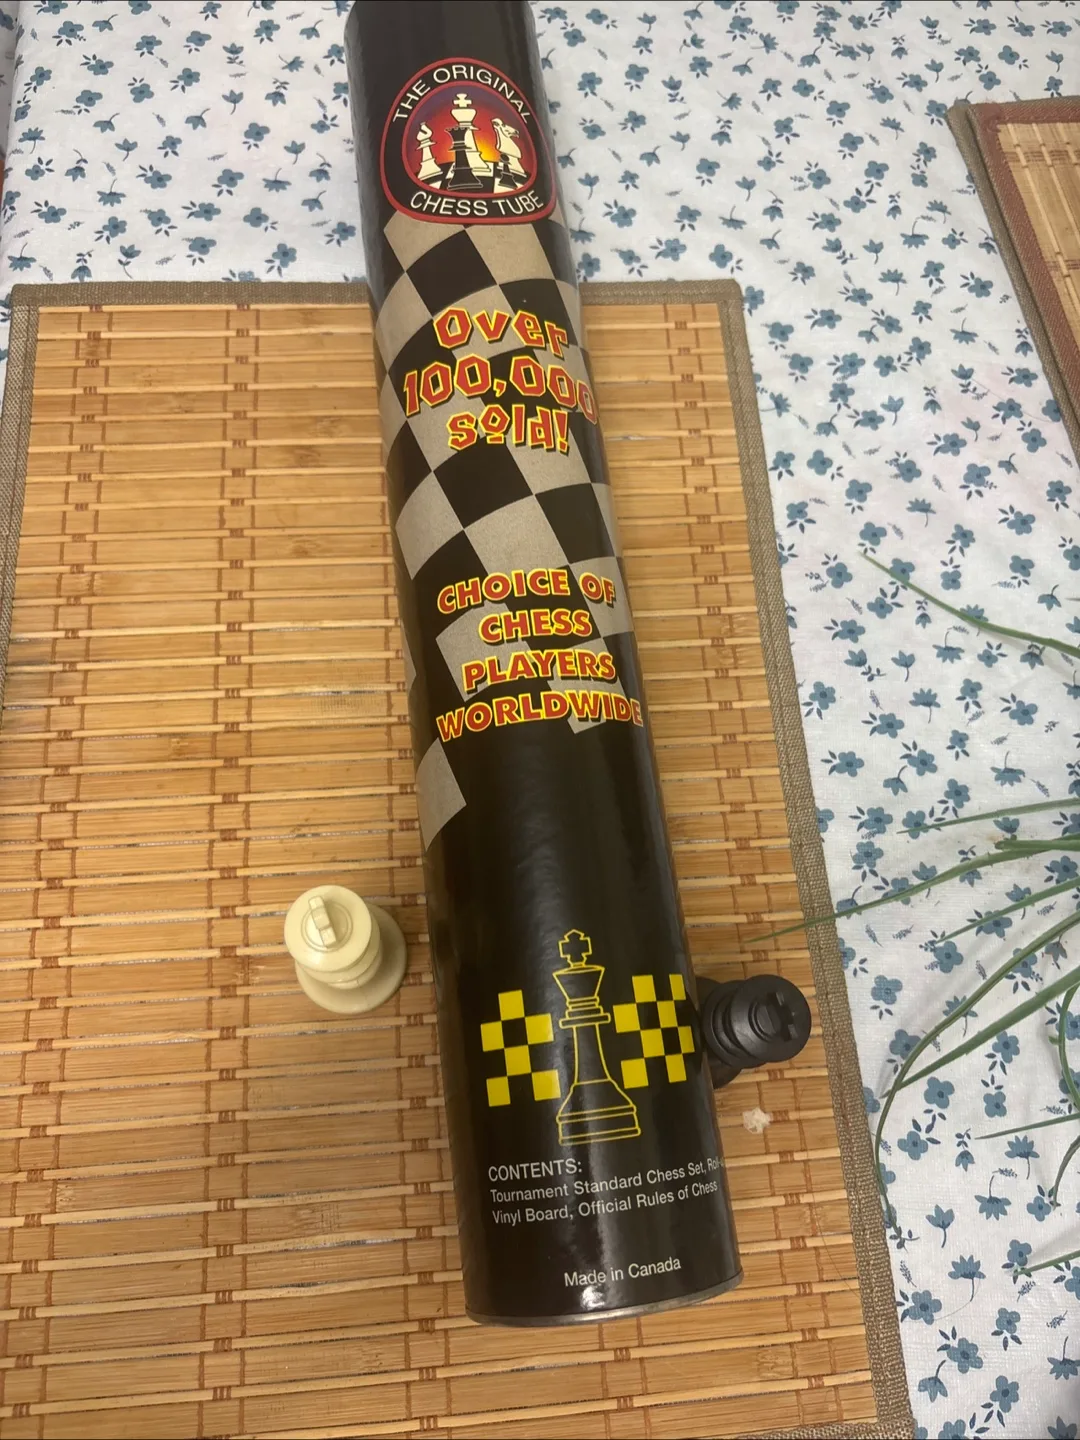 THE ORIGINAL
CHESS TUBE
Over
100,000
sold!
CHOICE OF
CHESS
PLAYERS
WORLDWIDE
CONTENTS:
Tournament Standard Chess Set,
Vinyl Board, Official Rules of Chess
Made in Canada